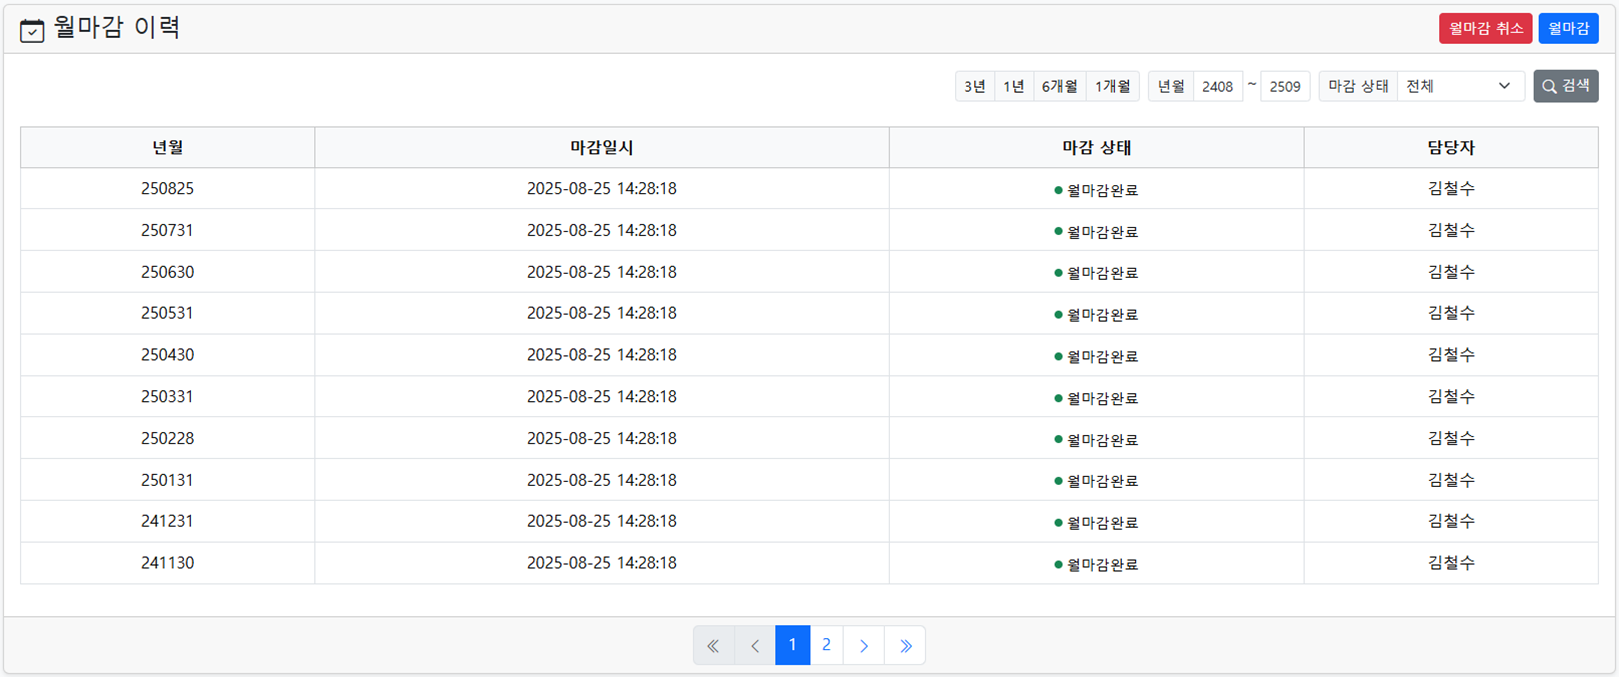 월마감 이력
월마감 취소 월마감
3년 1년 6개월 1개월 년월 2408 ~ 2509 마감 상태 전체 검색
년월 마감일시 마감 상태 담당자
250825 2025-08-25 14:28:18 월마감완료 김철수
250731 2025-08-25 14:28:18 월마감완료 김철수
250630 2025-08-25 14:28:18 월마감완료 김철수
250531 2025-08-25 14:28:18 월마감완료 김철수
250430 2025-08-25 14:28:18 월마감완료 김철수
250331 2025-08-25 14:28:18 월마감완료 김철수
250228 2025-08-25 14:28:18 월마감완료 김철수
250131 2025-08-25 14:28:18 월마감완료 김철수
241231 2025-08-25 14:28:18 월마감완료 김철수
241130 2025-08-25 14:28:18 월마감완료 김철수
« ‹ 1 2 › »